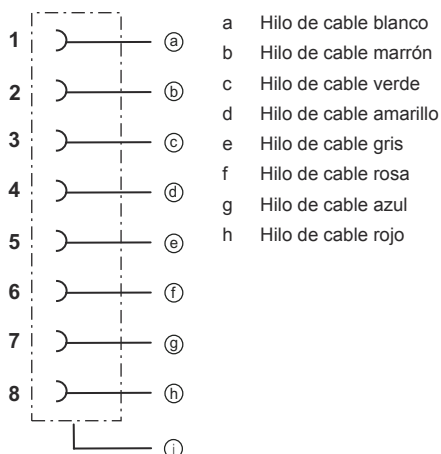 1 ⓐ
2 ⓑ
3 ⓒ
4 ⓓ
5 ⓔ
6 ⓕ
7 ⓖ
8 ⓗ
ⓘ
a Hilo de cable blanco
b Hilo de cable marrón
c Hilo de cable verde
d Hilo de cable amarillo
e Hilo de cable gris
f Hilo de cable rosa
g Hilo de cable azul
h Hilo de cable rojo